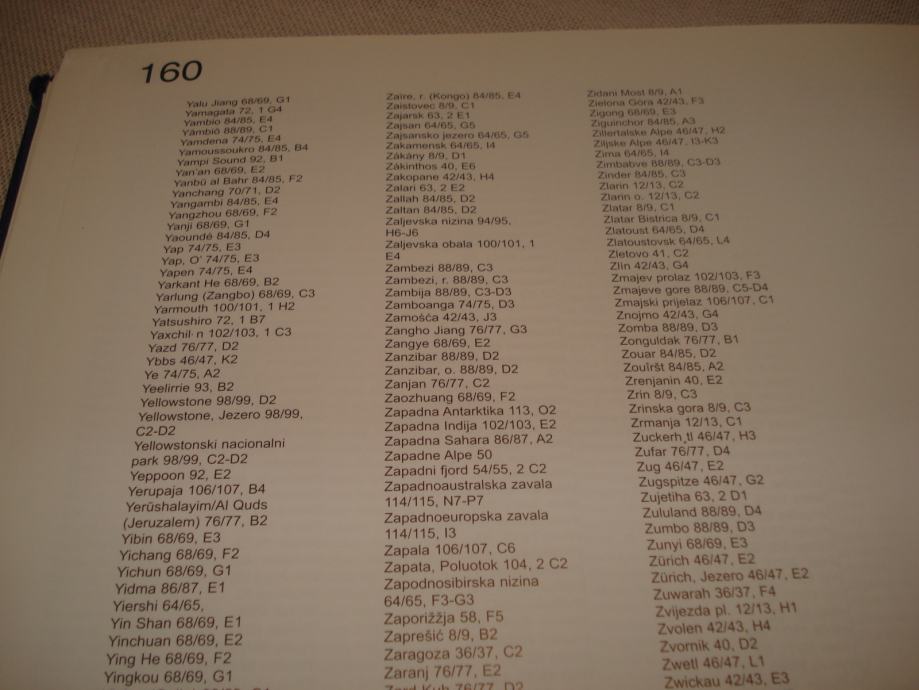 160
Yalu Jiang 68/69, G1
Yamagata 72, 1 G4
Yambio 84/85, E4
Yâmbiô 88/89, C1
Yamdena 74/75, E4
Yamoussoukro 84/85, B4
Yampi Sound 92, B1
Yan'an 68/69, E2
Yanbū al Bahr 84/85, F2
Yanchang 70/71, D2
Yangambi 84/85, E4
Yangzhou 68/69, F2
Yanji 68/69, G1
Yaoundé 84/85, D4
Yap 74/75, E3
Yap, O' 74/75, E3
Yapen 74/75, E4
Yarkant He 68/69, B2
Yarlung (Zangbo) 68/69, C3
Yarmouth 100/101, 1 H2
Yatsushiro 72, 1 B7
Yaxchil n 102/103, 1 C3
Yazd 76/77, D2
Ybbs 46/47, K2
Ye 74/75, A2
Yeelirrie 93, B2
Yellowstone 98/99, D2
Yellowstone, Jezero 98/99,
C2-D2
Yellowstonski nacionalni
park 98/99, C2-D2
Yeppoon 92, E2
Yerupaja 106/107, B4
Yerūshalayim/Al Quds
(Jeruzalem) 76/77, B2
Yibin 68/69, E3
Yichang 68/69, F2
Yichun 68/69, G1
Yidma 86/87, E1
Yiershi 64/65,
Yin Shan 68/69, E1
Yinchuan 68/69, E2
Ying He 68/69, F2
Yingkou 68/69, G1
Zaire, r. (Kongo) 84/85, E4
Zaistovec 8/9, C1
Zajarsk 63, 2 E1
Zajsan 64/65, G5
Zajsansko jezero 64/65, G5
Zakamensk 64/65, I4
Zákány 8/9, D1
Zákinthos 40, E6
Zakopane 42/43, H4
Zalari 63, 2 E2
Zallah 84/85, D2
Zaltan 84/85, D2
Zaljevska nizina 94/95,
H6-J6
Zaljevska obala 100/101, 1
E4
Zambezi 88/89, C3
Zambezi, r. 88/89, C3
Zambija 88/89, C3-D3
Zamboanga 74/75, D3
Zamošća 42/43, J3
Zangho Jiang 76/77, G3
Zangye 68/69, E2
Zanzibar 88/89, D2
Zanzibar, o. 88/89, D2
Zanjan 76/77, C2
Zaozhuang 68/69, F2
Zapadna Antarktika 113, O2
Zapadna Indija 102/103, E2
Zapadna Sahara 86/87, A2
Zapadne Alpe 50
Zapadni fjord 54/55, 2 C2
Zapadnoaustralska zavala
114/115, N7-P7
Zapadnoeuropska zavala
114/115, I3
Zapala 106/107, C6
Zapata, Poluotok 104, 2 C2
Zapodnosibirska nizina
64/65, F3-G3
Zaporižžja 58, F5
Zaprešić 8/9, B2
Zaragoza 36/37, C2
Zaranj 76/77, E2
Zard Kuh 76/77, D2
Zidani Most 8/9, A1
Zielona Góra 42/43, F3
Zigong 68/69, E3
Ziguinchor 84/85, A3
Zillertalske Alpe 46/47, H2
Ziljske Alpe 46/47, I3-K3
Zima 64/65, I4
Zimbabve 88/89, C3-D3
Zinder 84/85, C3
Zlarin 12/13, C2
Zlarin o. 12/13, C2
Zlatar 8/9, C1
Zlatar Bistrica 8/9, C1
Zlatoust 64/65, D4
Zlatoustovsk 64/65, L4
Zletovo 41, C2
Zlin 42/43, G4
Zmajev prolaz 102/103, F3
Zmajeve gore 88/89, C5-D4
Zmajski prijelaz 106/107, C1
Znojmo 42/43, G4
Zomba 88/89, D3
Zonguldak 76/77, B1
Zouar 84/85, D2
Zouîrŝt 84/85, A2
Zrenjanin 40, E2
Zrin 8/9, C3
Zrinska gora 8/9, C3
Zrmanja 12/13, C1
Zuckerh tl 46/47, H3
Zufar 76/77, D4
Zug 46/47, E2
Zugspitze 46/47, G2
Zujetiha 63, 2 D1
Zululand 88/89, D4
Zumbo 88/89, D3
Zunyi 68/69, E3
Zürich 46/47, E2
Zürich, Jezero 46/47, E2
Zuwarah 36/37, F4
Zvijezda pl. 12/13, H1
Zvolen 42/43, H4
Zvornik 40, D2
Zwetl 46/47, L1
Zwickau 42/43, E3